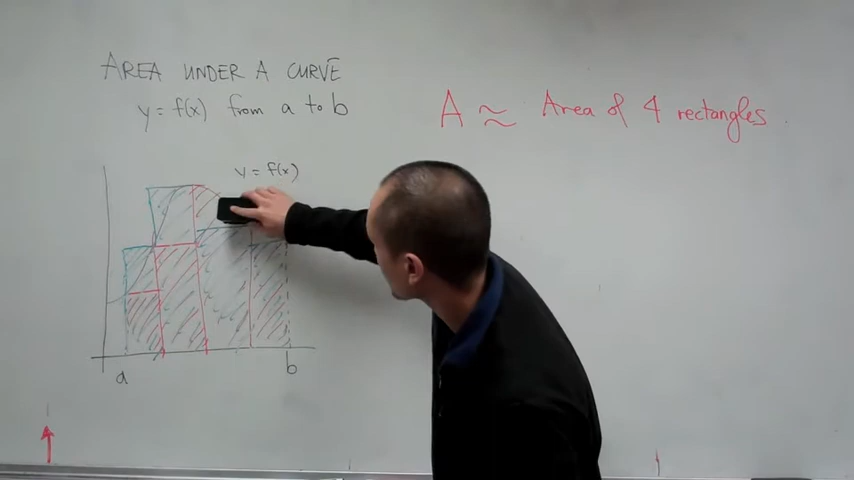 AREA UNDER A CURVE
y = f(x) from a to b
A ≈ Area of 4 rectangles
y = f(x)
a
b